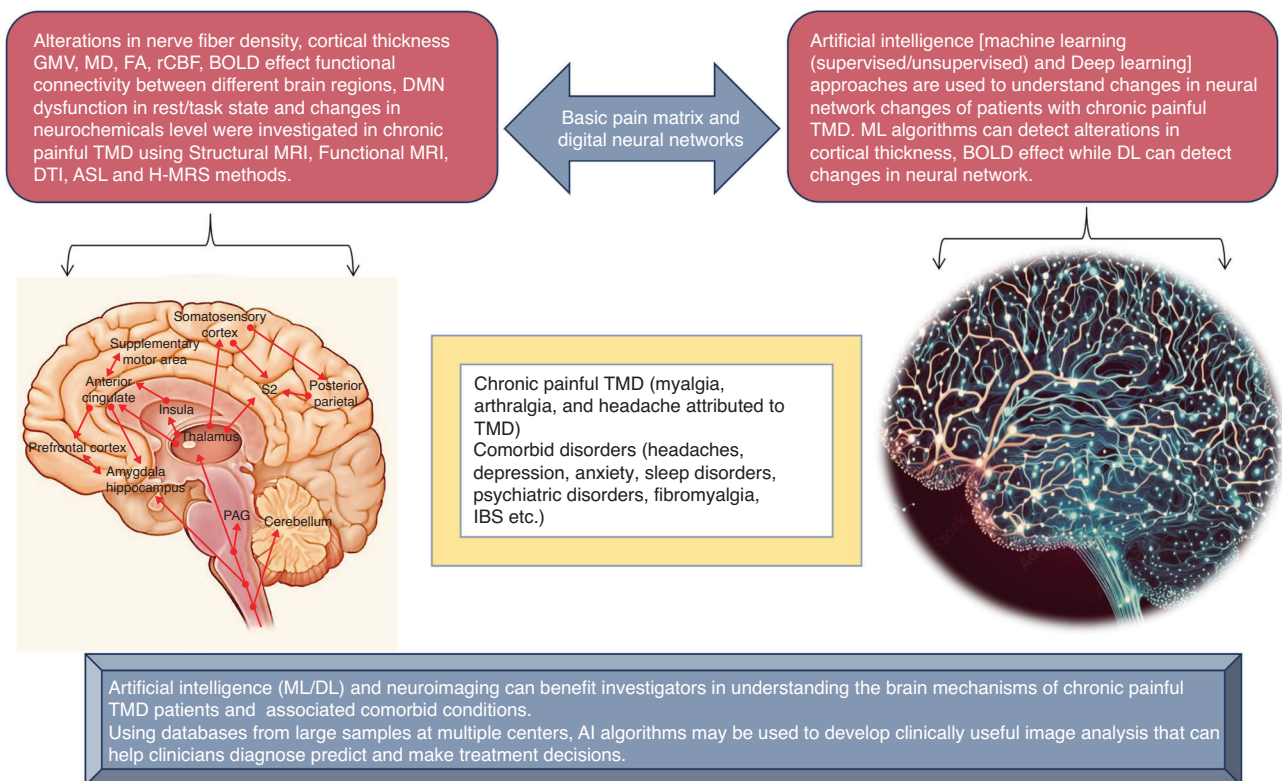 Alterations in nerve fiber density, cortical thickness
GMV, MD, FA, rCBF, BOLD effect functional
connectivity between different brain regions, DMN
dysfunction in rest/task state and changes in
neurochemicals level were investigated in chronic
painful TMD using Structural MRI, Functional MRI,
DTI, ASL and H-MRS methods.
Basic pain matrix and
digital neural networks
Artificial intelligence [machine learning
(supervised/unsupervised) and Deep learning]
approaches are used to understand changes in neural
network changes of patients with chronic painful
TMD. ML algorithms can detect alterations in
cortical thickness, BOLD effect while DL can detect
changes in neural network.
Somatosensory
cortex
Supplementary
motor area
Anterior
cingulate
S2
Posterior
parietal
Insula
Thalamus
Prefrontal cortex
Amygdala
hippocampus
PAG
Cerebellum
Chronic painful TMD (myalgia,
arthralgia, and headache attributed to
TMD)
Comorbid disorders (headaches,
depression, anxiety, sleep disorders,
psychiatric disorders, fibromyalgia,
IBS etc.)
Artificial intelligence (ML/DL) and neuroimaging can benefit investigators in understanding the brain mechanisms of chronic painful
TMD patients and associated comorbid conditions.
Using databases from large samples at multiple centers, AI algorithms may be used to develop clinically useful image analysis that can
help clinicians diagnose predict and make treatment decisions.